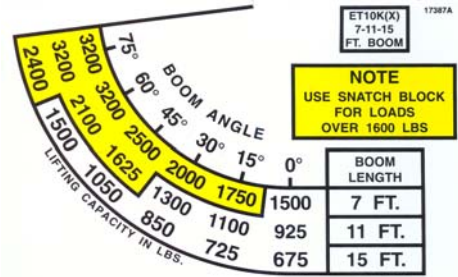 17387A
ET10K(X)
7-11-15
FT. BOOM
NOTE
USE SNATCH BLOCK
FOR LOADS
OVER 1600 LBS
BOOM ANGLE
75° 60° 45° 30° 15° 0°
BOOM
LENGTH
3200 3200 2500 2000 1750 1500 7 FT.
3200 2100 1625 1300 1100 925 11 FT.
2400 1500 1050 850 725 675 15 FT.
LIFTING CAPACITY IN LBS.